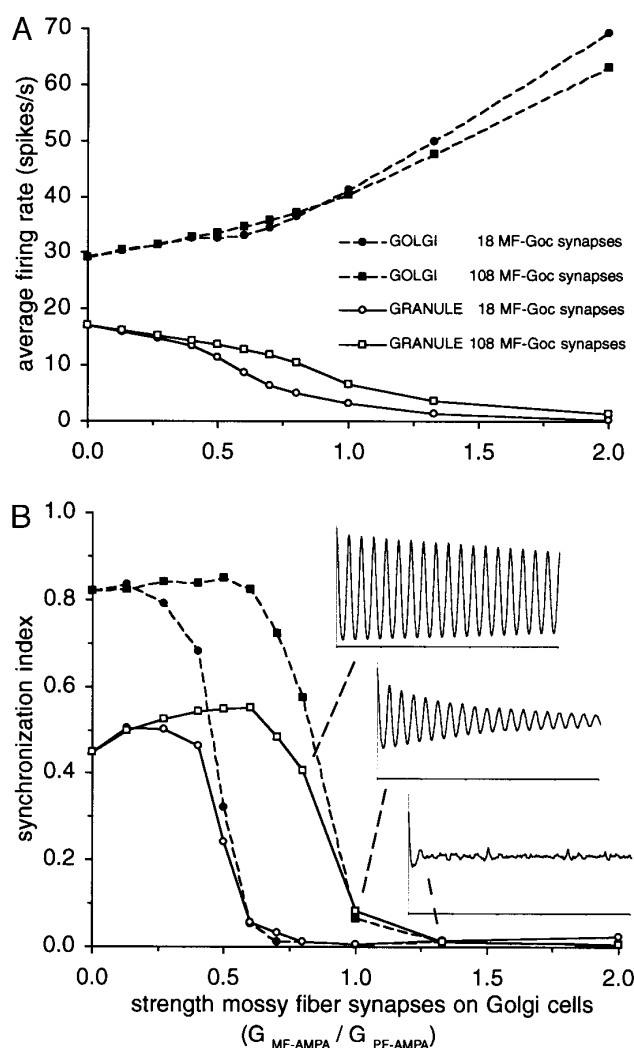 A
average firing rate (spikes/s)
70
60
50
40
30
20
10
0
GOLGI 18 MF-Goc synapses
GOLGI 108 MF-Goc synapses
GRANULE 18 MF-Goc synapses
GRANULE 108 MF-Goc synapses
0.0 0.5 1.0 1.5 2.0
B
synchronization index
1.0
0.8
0.6
0.4
0.2
0.0
0.0 0.5 1.0 1.5 2.0
strength mossy fiber synapses on Golgi cells
(G MF-AMPA / G PF-AMPA)